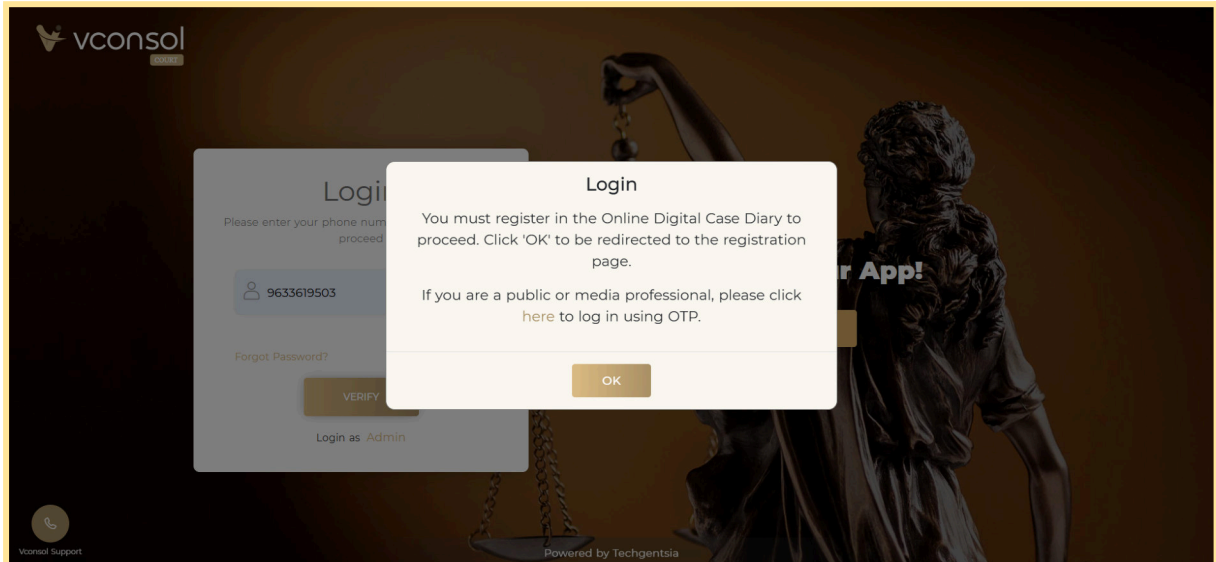 vconsol
COURT
Login
You must register in the Online Digital Case Diary to
proceed. Click 'OK' to be redirected to the registration
page.
If you are a public or media professional, please click
here to log in using OTP.
OK
Logi
Please enter your phone num
proceed
9633619503
Forgot Password?
VERIFY
Login as Admin
r App!
Vconsol Support
Powered by Techgentsia